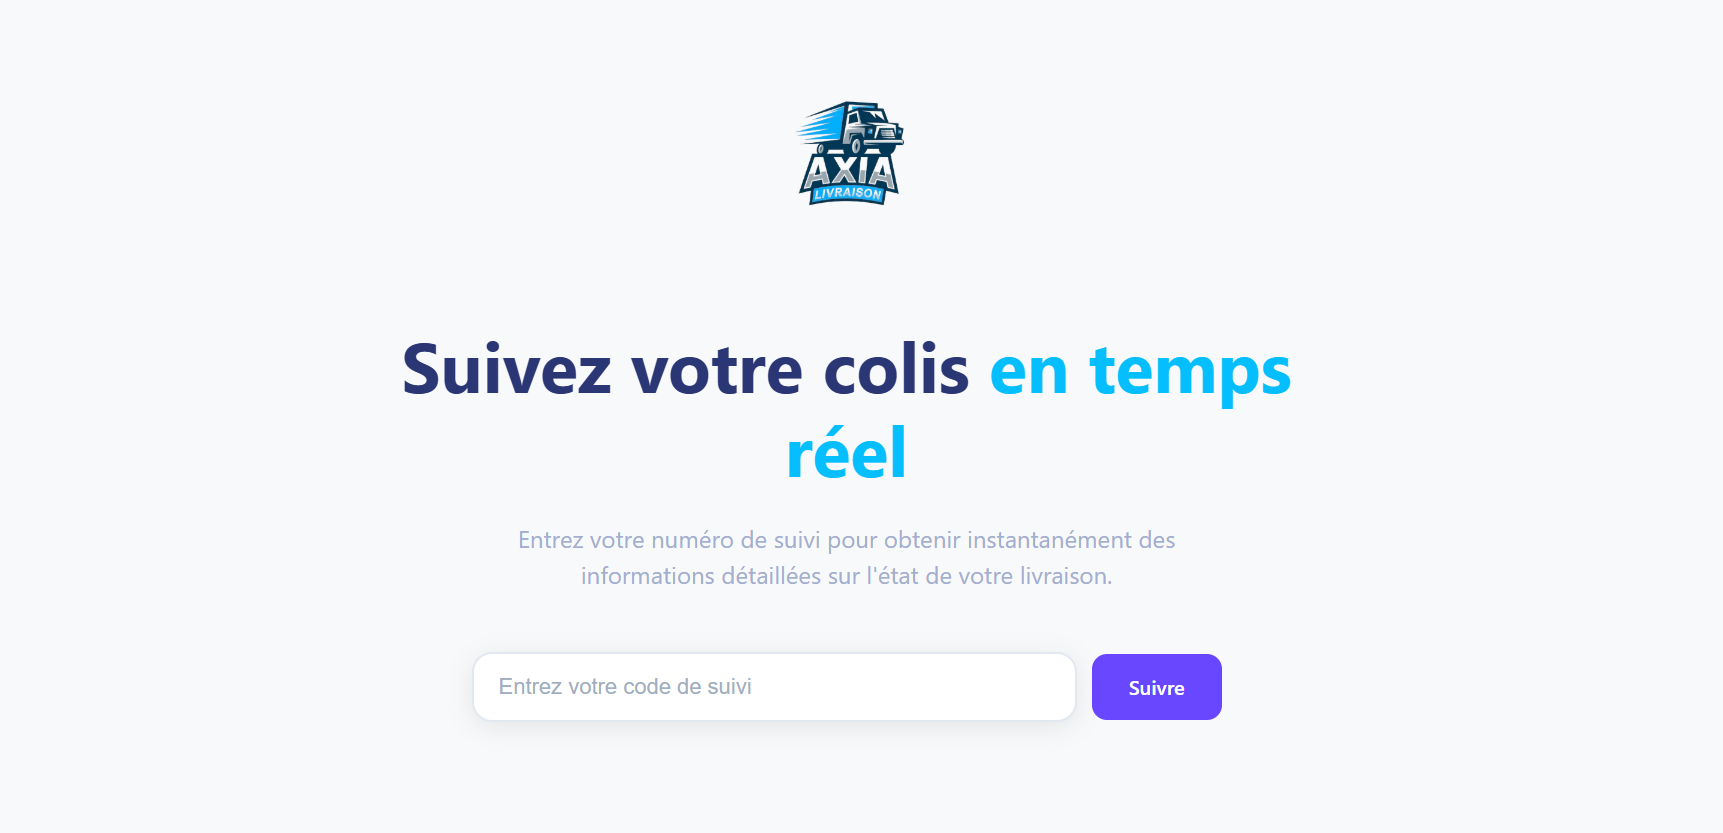 AXIA
LIVRAISON
Suivez votre colis en temps
réel
Entrez votre numéro de suivi pour obtenir instantanément des
informations détaillées sur l'état de votre livraison.
Entrez votre code de suivi
Suivre